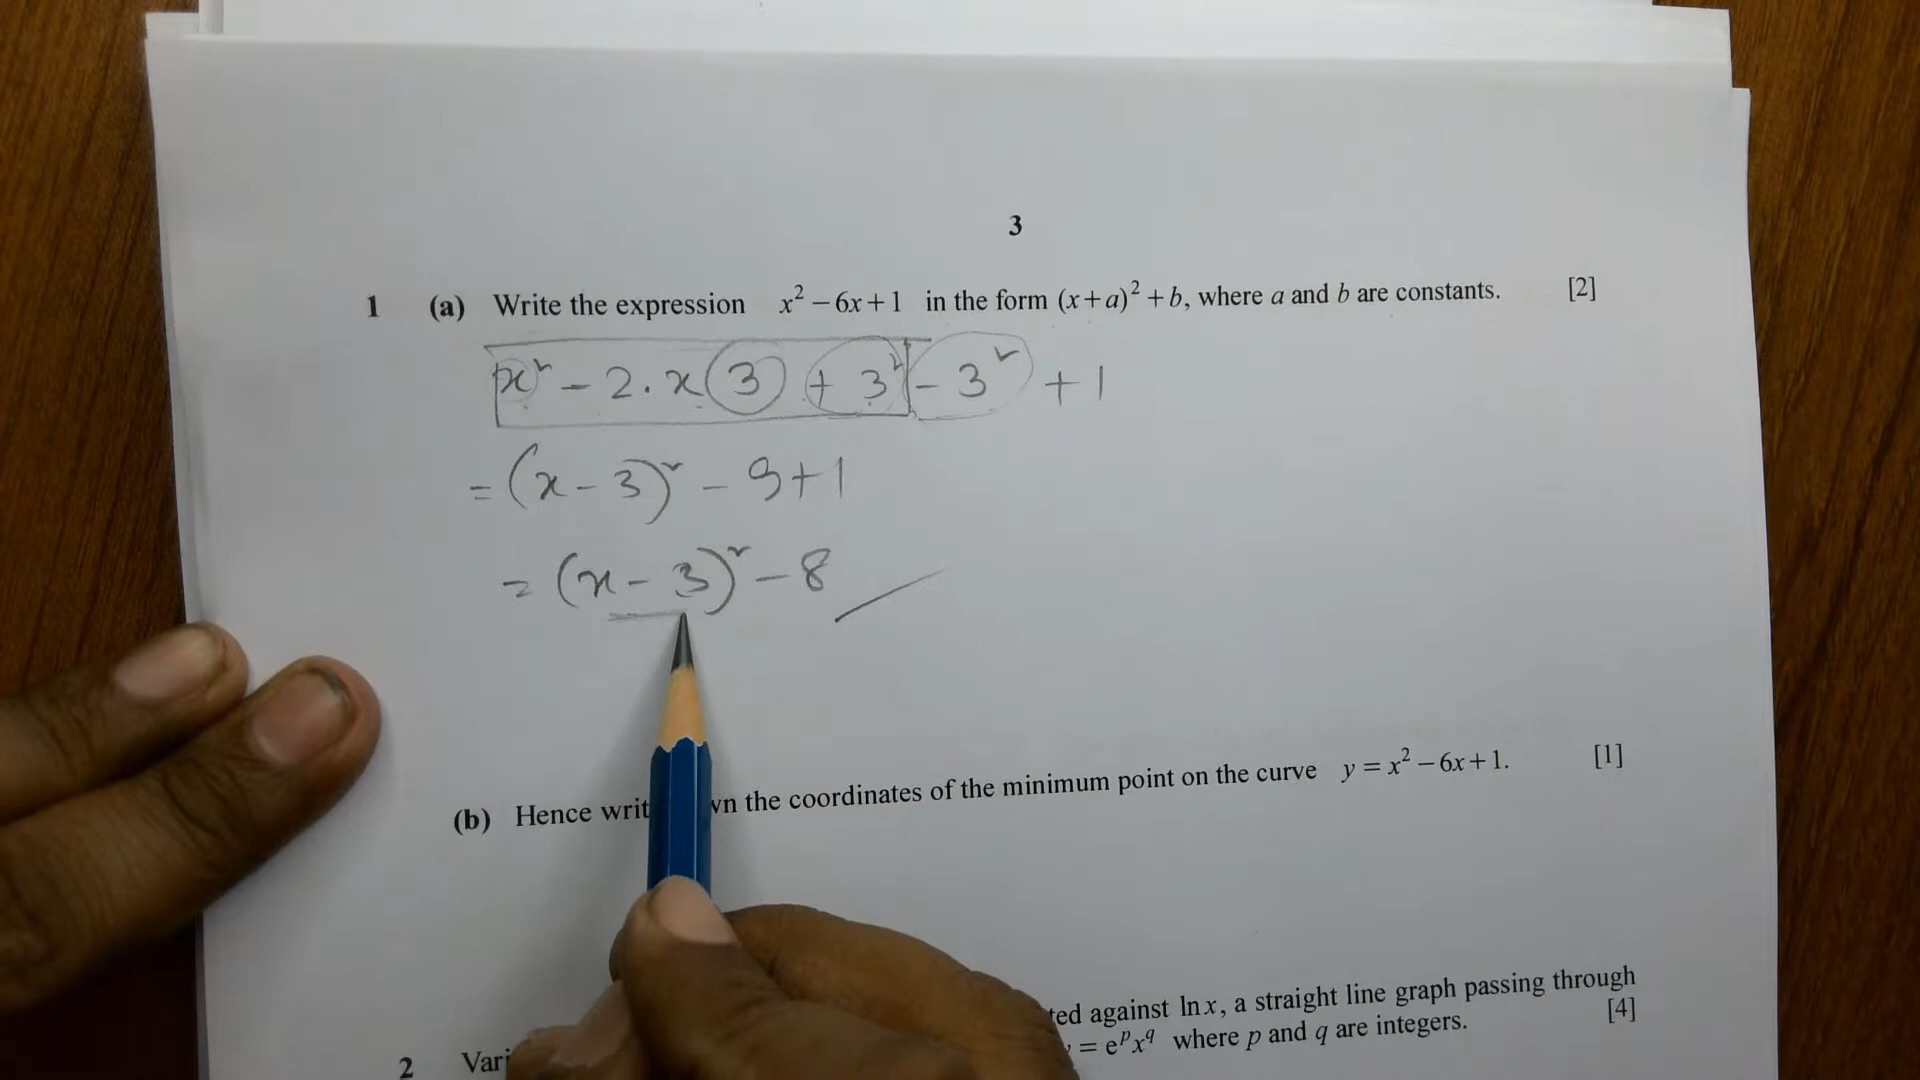 3
1 (a) Write the expression x² − 6x + 1 in the form (x + a)² + b, where a and b are constants. [2]
x² − 2 · x 3 + 3² − 3² + 1
= (x − 3)² − 9 + 1
= (x − 3)² − 8
(b) Hence writ wn the coordinates of the minimum point on the curve y = x² − 6x + 1. [1]
ted against ln x, a straight line graph passing through
[4]
2 Vari = eᵖx^q where p and q are integers.